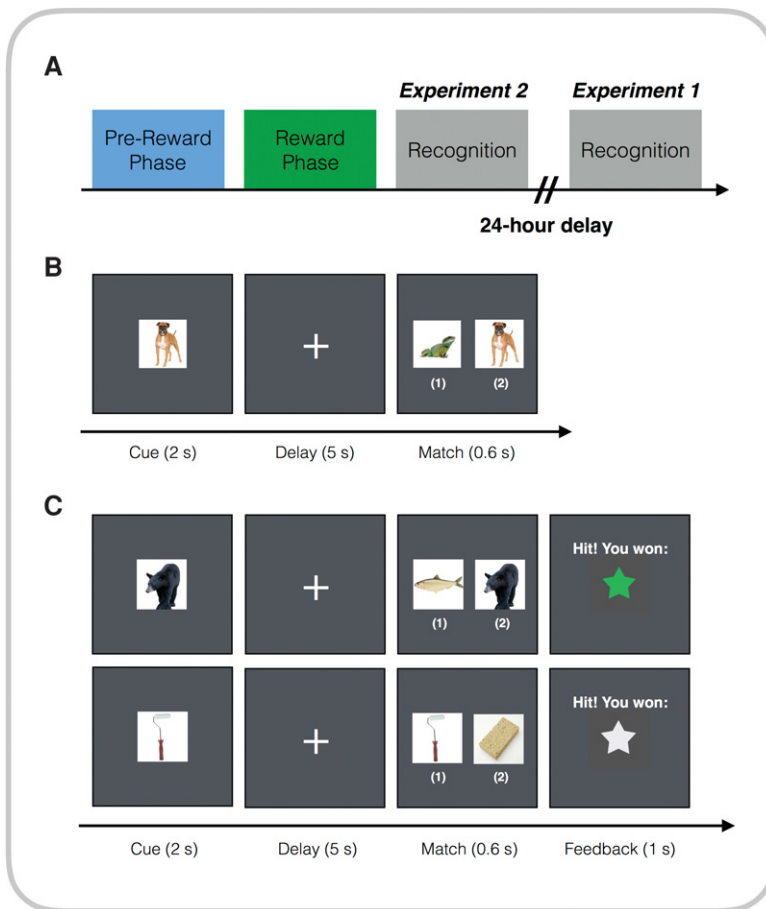 A
Experiment 2 Experiment 1
Pre-Reward Phase Reward Phase Recognition Recognition
24-hour delay
B
(1) (2)
Cue (2 s) Delay (5 s) Match (0.6 s)
C
Hit! You won:
(1) (2)
Hit! You won:
(1) (2)
Cue (2 s) Delay (5 s) Match (0.6 s) Feedback (1 s)